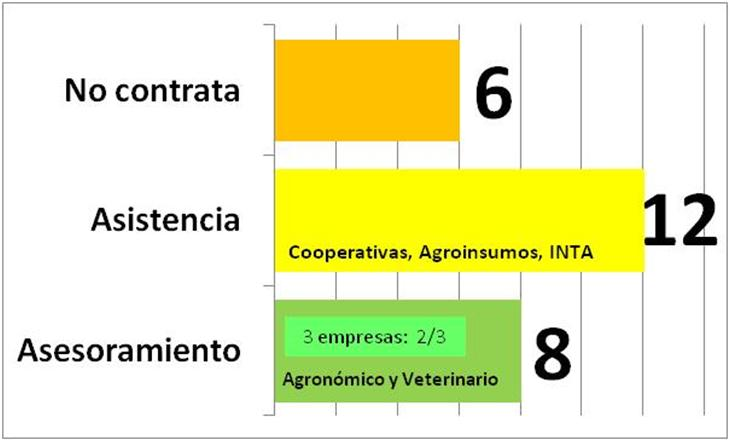 No contrata
6
Asistencia
12
Cooperativas, Agroinsumos, INTA
Asesoramiento
3 empresas: 2/3
8
Agronómico y Veterinario